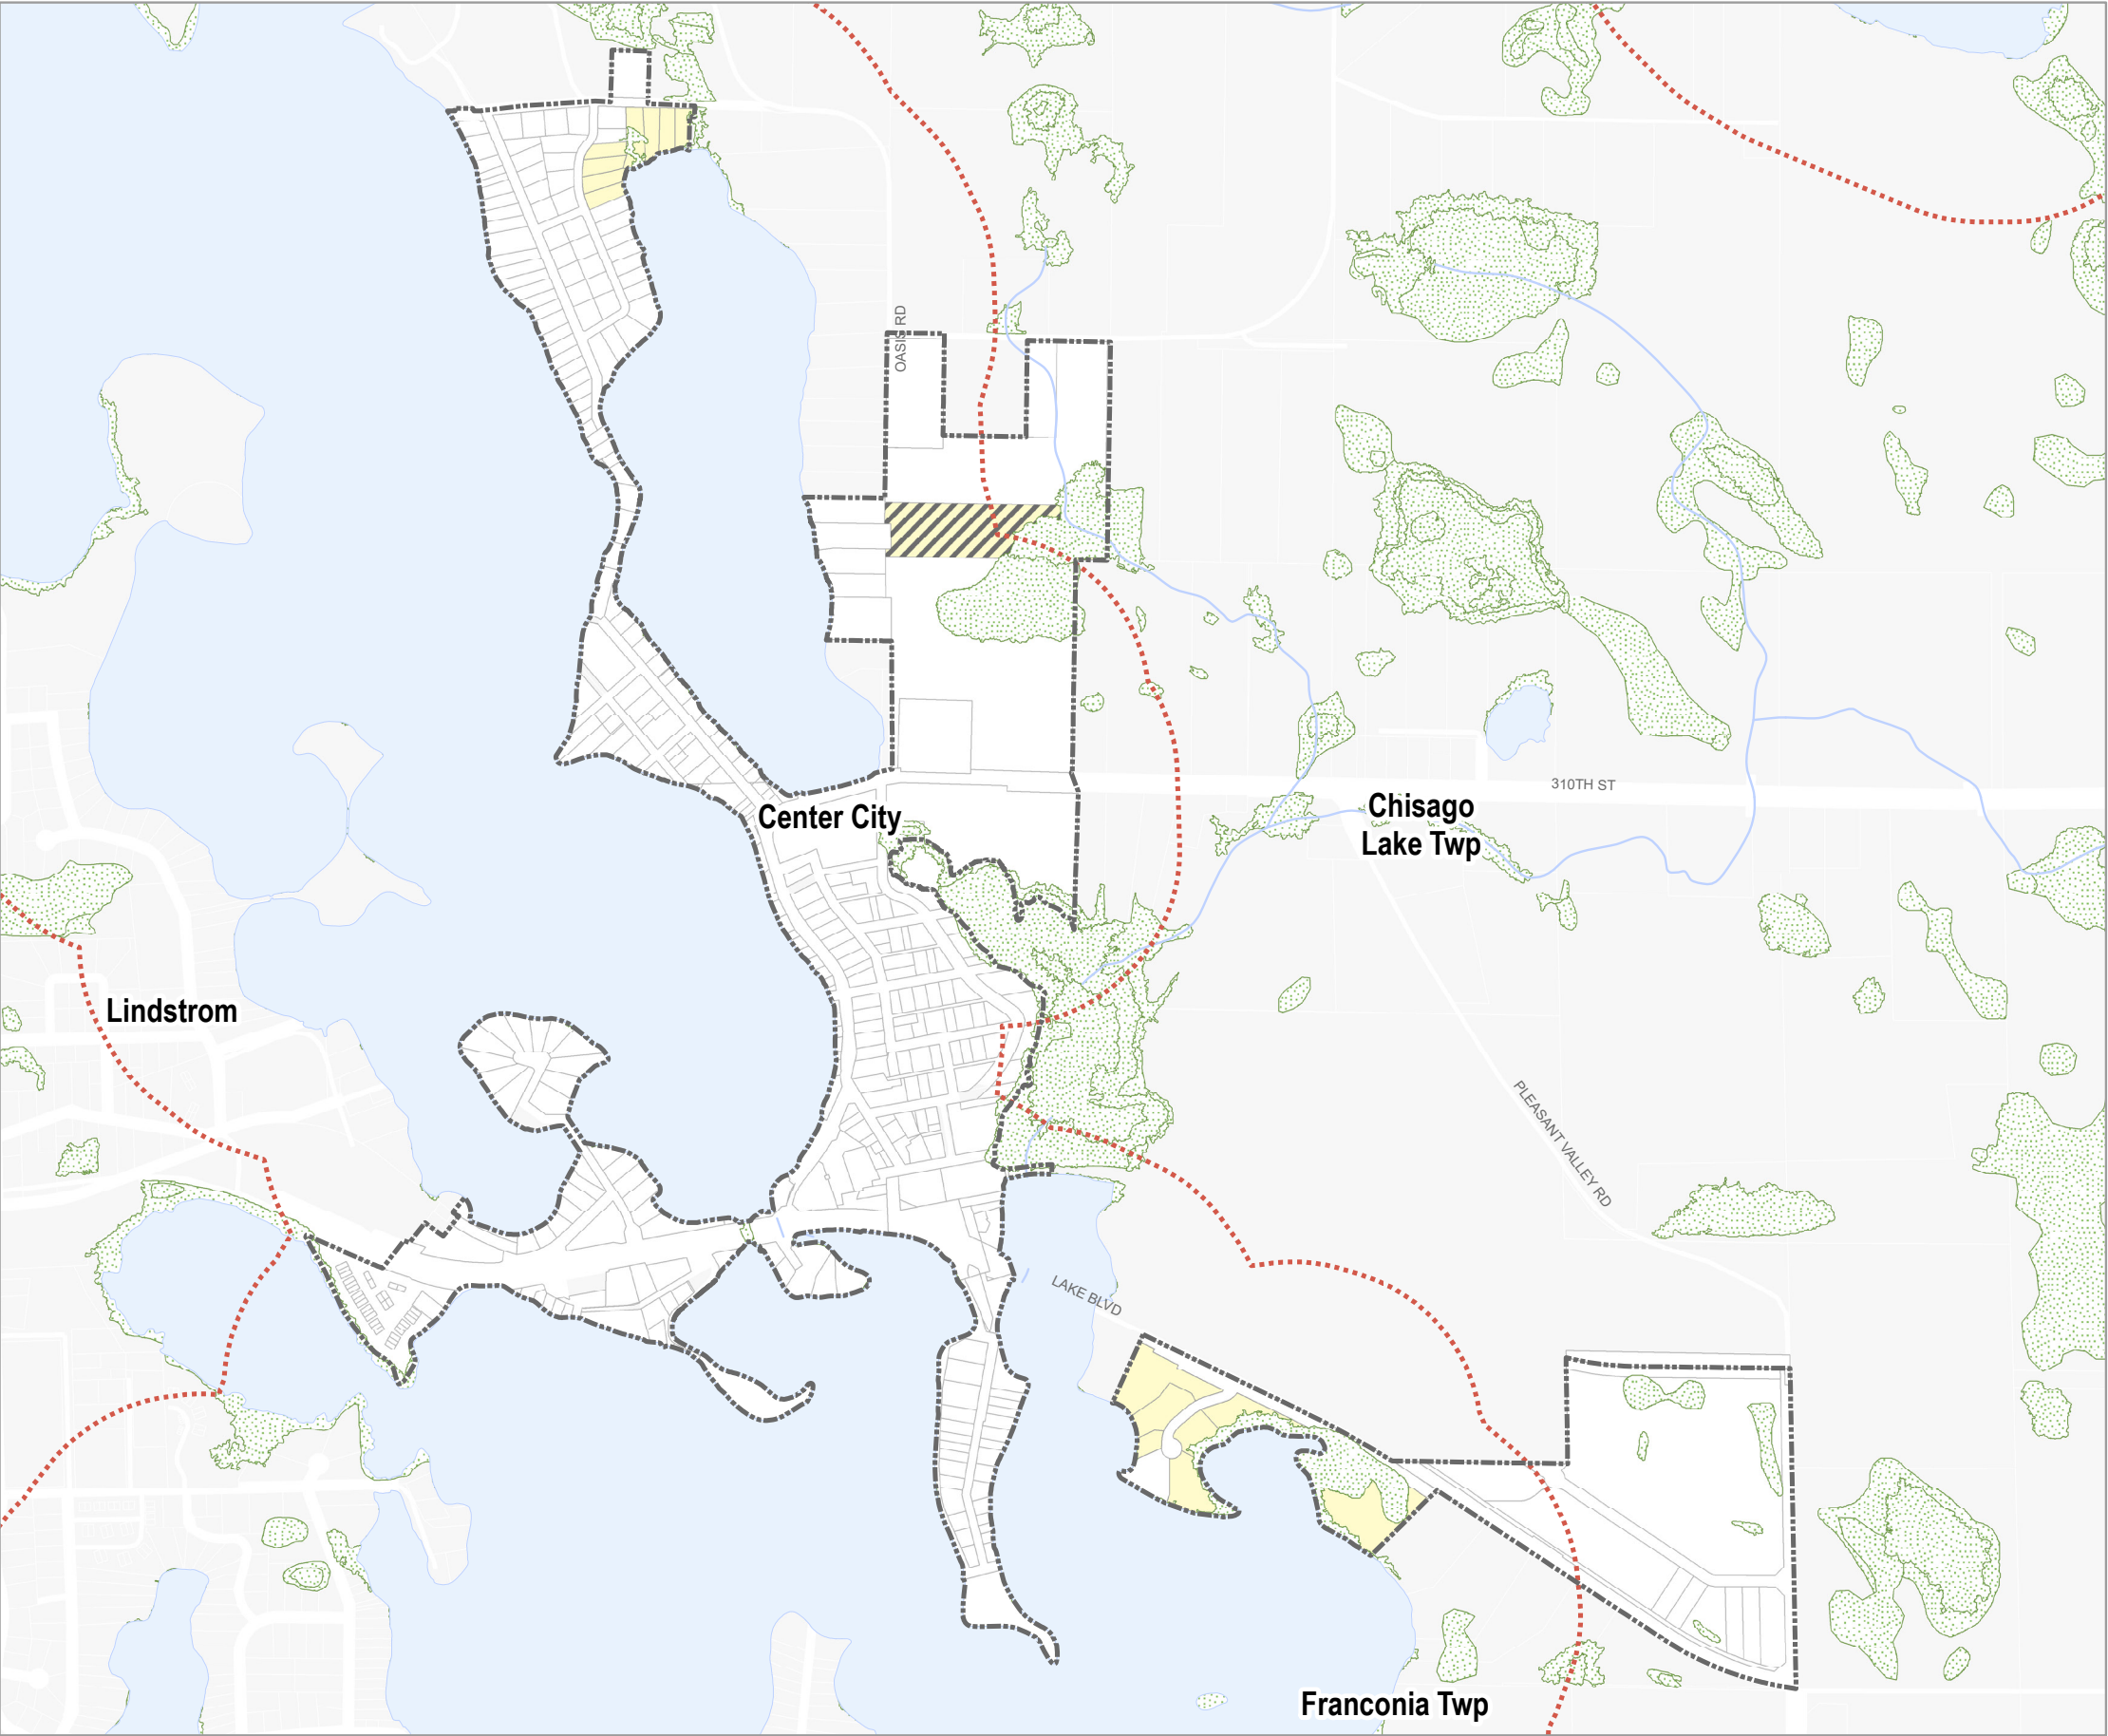 OASIS RD
310TH ST
Center City
Chisago
Lake Twp
Lindstrom
PLEASANT VALLEY RD
LAKE BLVD
Franconia Twp